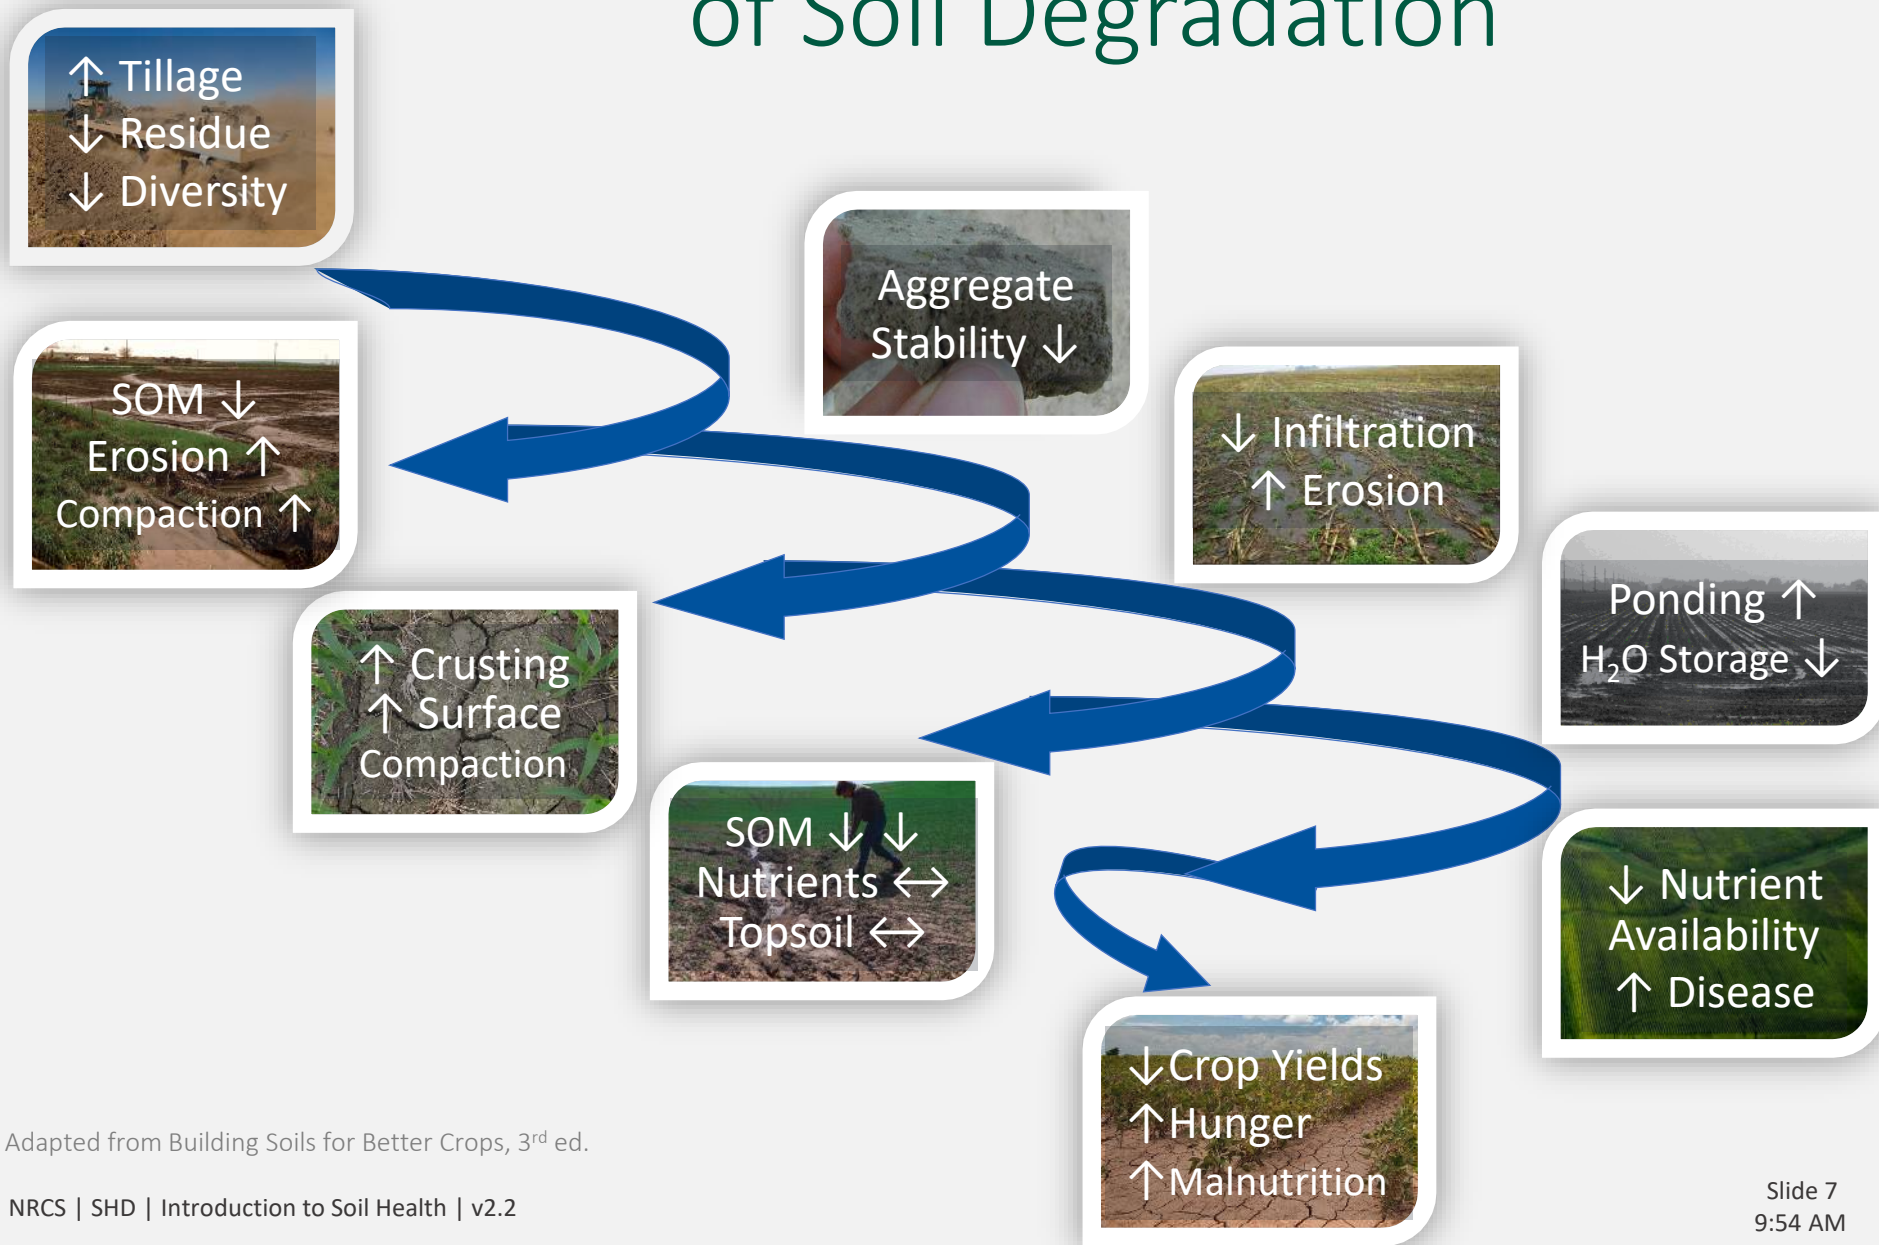 of Soil Degradation
↑ Tillage
↓ Residue
↓ Diversity
SOM ↓
Erosion ↑
Compaction ↑
Aggregate
Stability ↓
↑ Crusting
↑ Surface
Compaction
↓ Infiltration
↑ Erosion
SOM ↓ ↓
Nutrients ↔
Topsoil ↔
Ponding ↑
H₂O Storage ↓
↓ Nutrient
Availability
↑ Disease
↓Crop Yields
↑Hunger
↑Malnutrition
Adapted from Building Soils for Better Crops, 3rd ed.
NRCS | SHD | Introduction to Soil Health | v2.2
Slide 7
9:54 AM